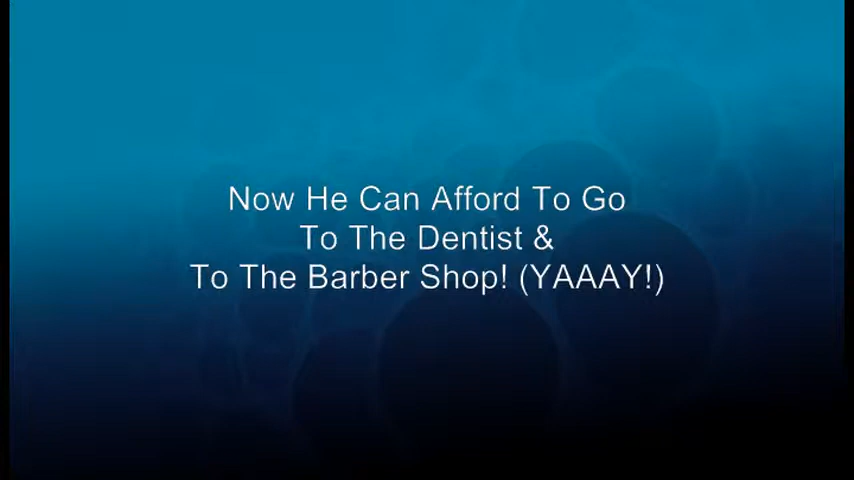 Now He Can Afford To Go
To The Dentist &
To The Barber Shop! (YAAAY!)